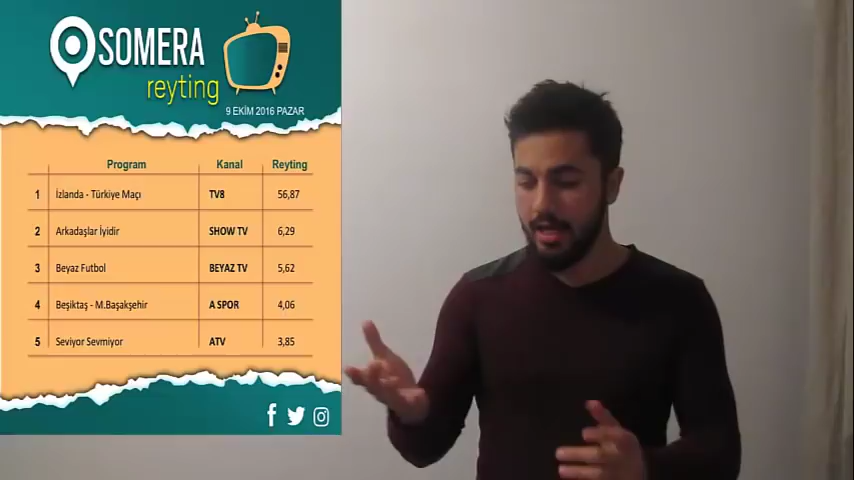 SOMERA
reyting
9 EKİM 2016 PAZAR
Program Kanal Reyting
1 İzlanda - Türkiye Maçı TV8 56,87
2 Arkadaşlar İyidir SHOW TV 6,29
3 Beyaz Futbol BEYAZ TV 5,62
4 Beşiktaş - M.Başakşehir A SPOR 4,06
5 Seviyor Sevmiyor ATV 3,85